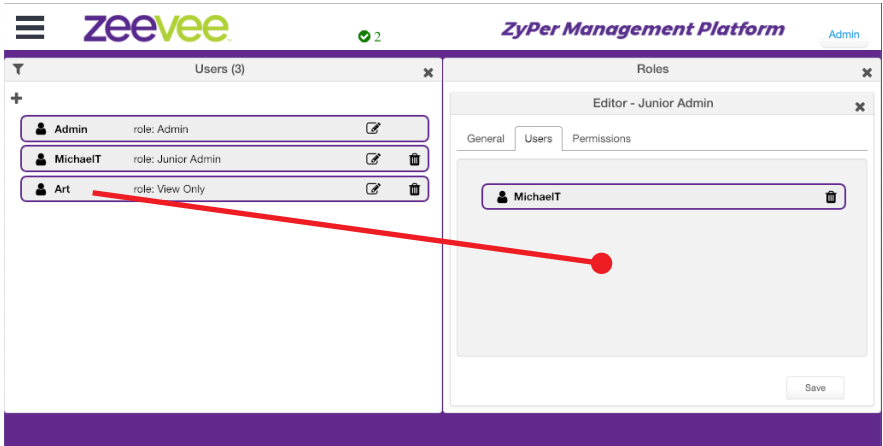 zeevee™
2
ZyPer Management Platform
Admin
Users (3)
Admin role: Admin
MichaelT role: Junior Admin
Art role: View Only
Roles
Editor - Junior Admin
General Users Permissions
MichaelT
Save